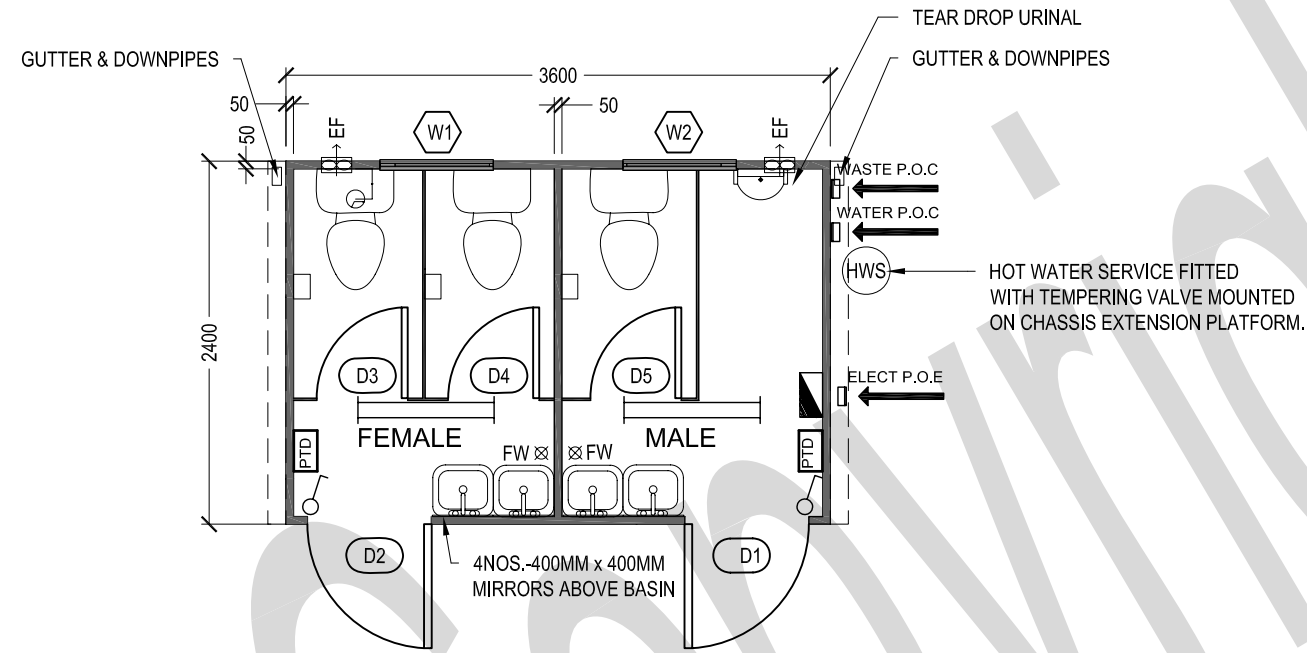 TEAR DROP URINAL
GUTTER & DOWNPIPES
GUTTER & DOWNPIPES
3600
50
50
50
EF
W1
W2
EF
WASTE P.O.C
WATER P.O.C
HWS
HOT WATER SERVICE FITTED
WITH TEMPERING VALVE MOUNTED
ON CHASSIS EXTENSION PLATFORM.
2400
D3
D4
D5
ELECT P.O.E
FEMALE
MALE
PTD
FW
FW
PTD
D2
D1
4NOS.-400MM x 400MM
MIRRORS ABOVE BASIN